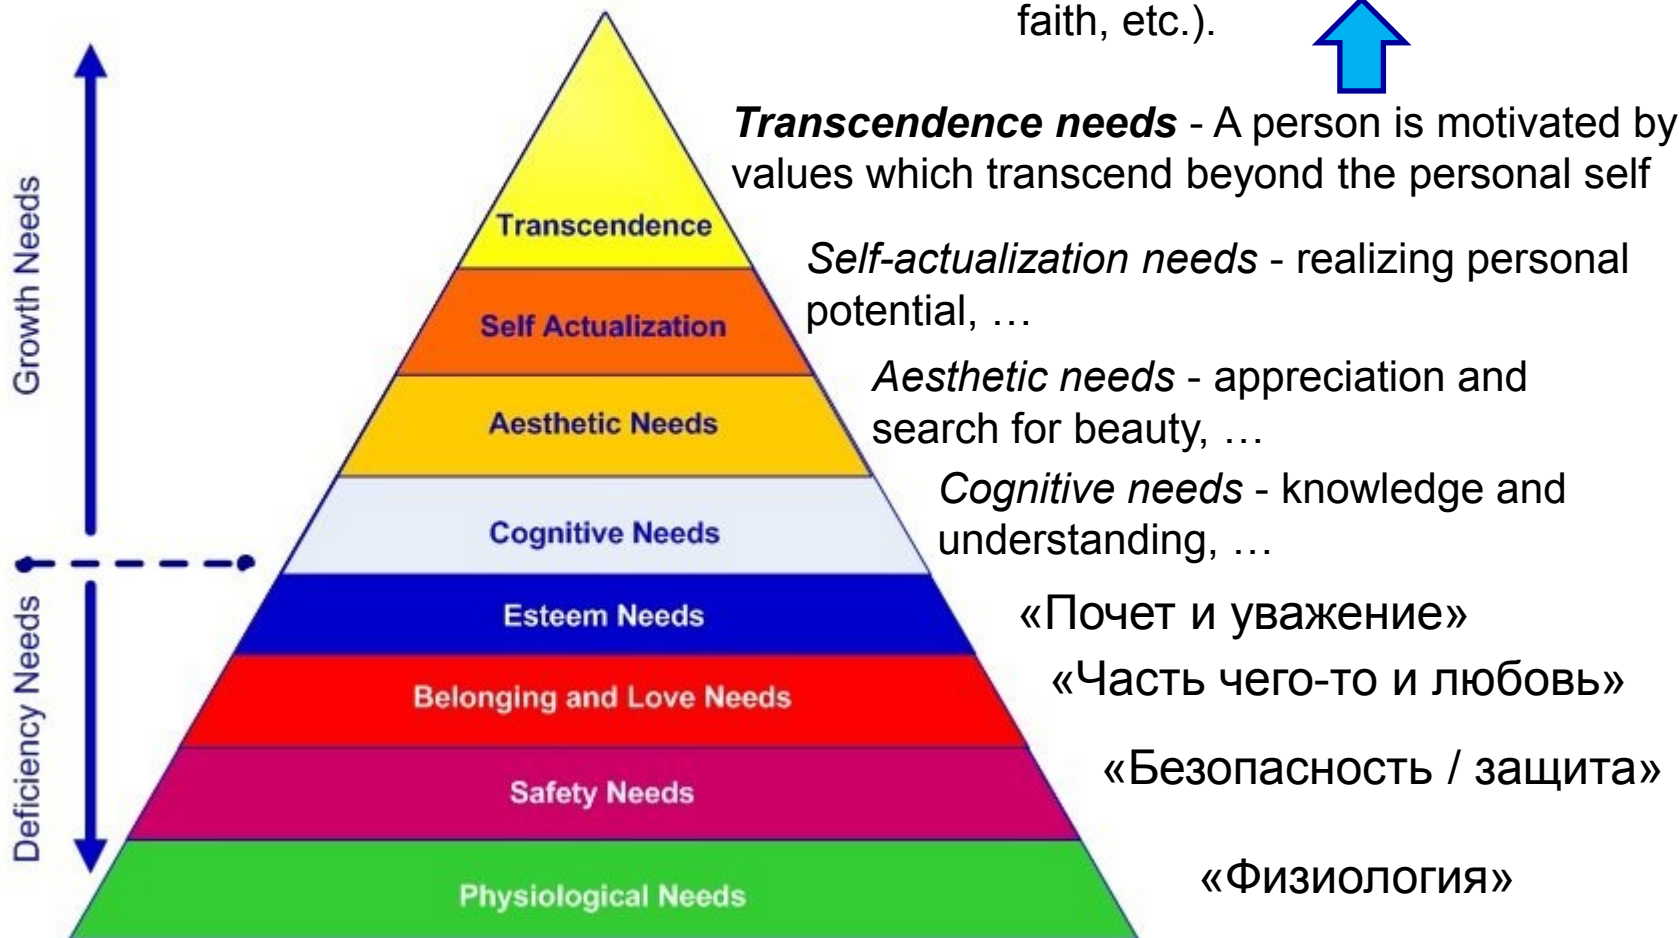 faith, etc.).
Transcendence needs - A person is motivated by
values which transcend beyond the personal self
Transcendence
Self-actualization needs - realizing personal
potential, …
Self Actualization
Aesthetic needs - appreciation and
search for beauty, …
Aesthetic Needs
Cognitive needs - knowledge and
understanding, …
Cognitive Needs
Esteem Needs
«Почет и уважение»
Belonging and Love Needs
«Часть чего-то и любовь»
Safety Needs
«Безопасность / защита»
Physiological Needs
«Физиология»
Growth Needs
Deficiency Needs